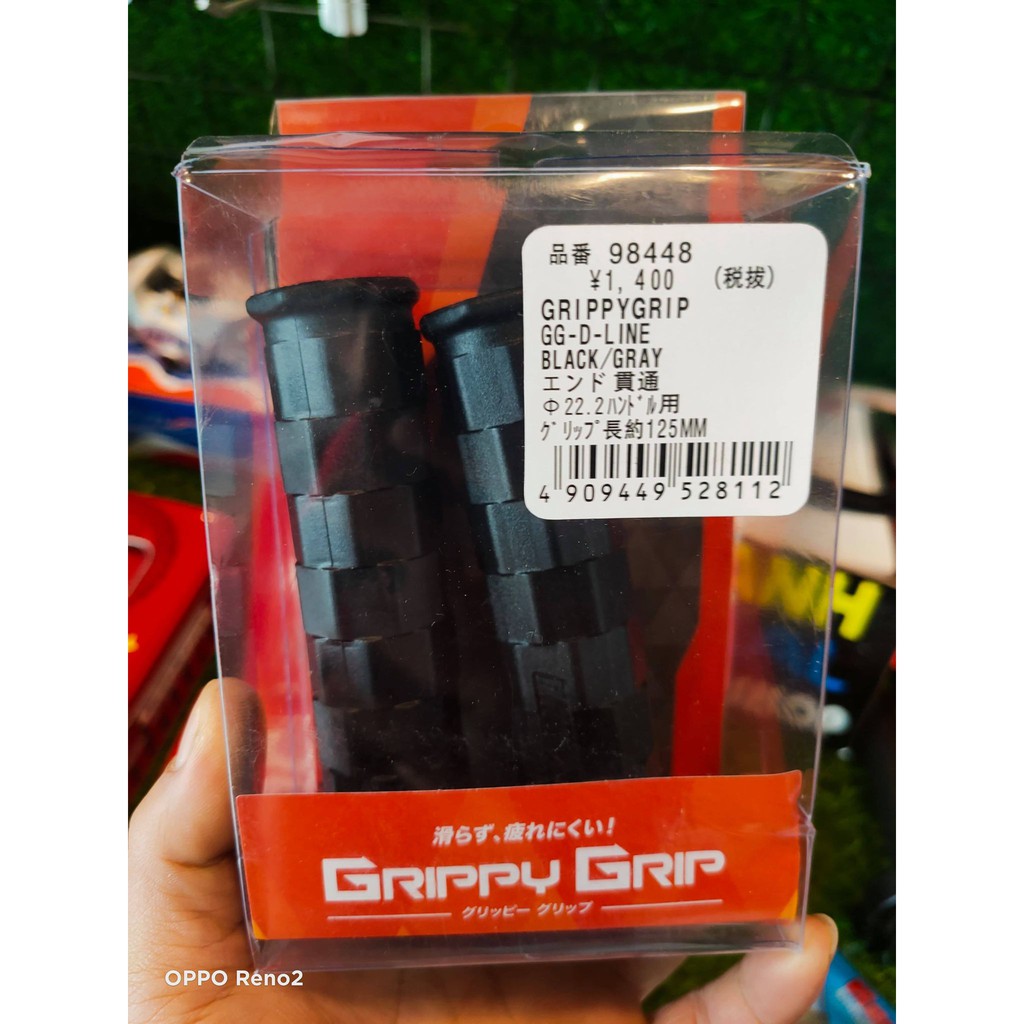 品番 98448
¥1,400 (税抜)
GRIPPYGRIP
GG-D-LINE
BLACK/GRAY
エンド貫通
Φ22.2ﾊﾝﾄﾞﾙ用
ｸﾞﾘｯﾌﾟ長約125MM
4 909449 528112
滑らず、疲れにくい!
GRIPPY GRIP
グリッピー グリップ
OPPO Reno2